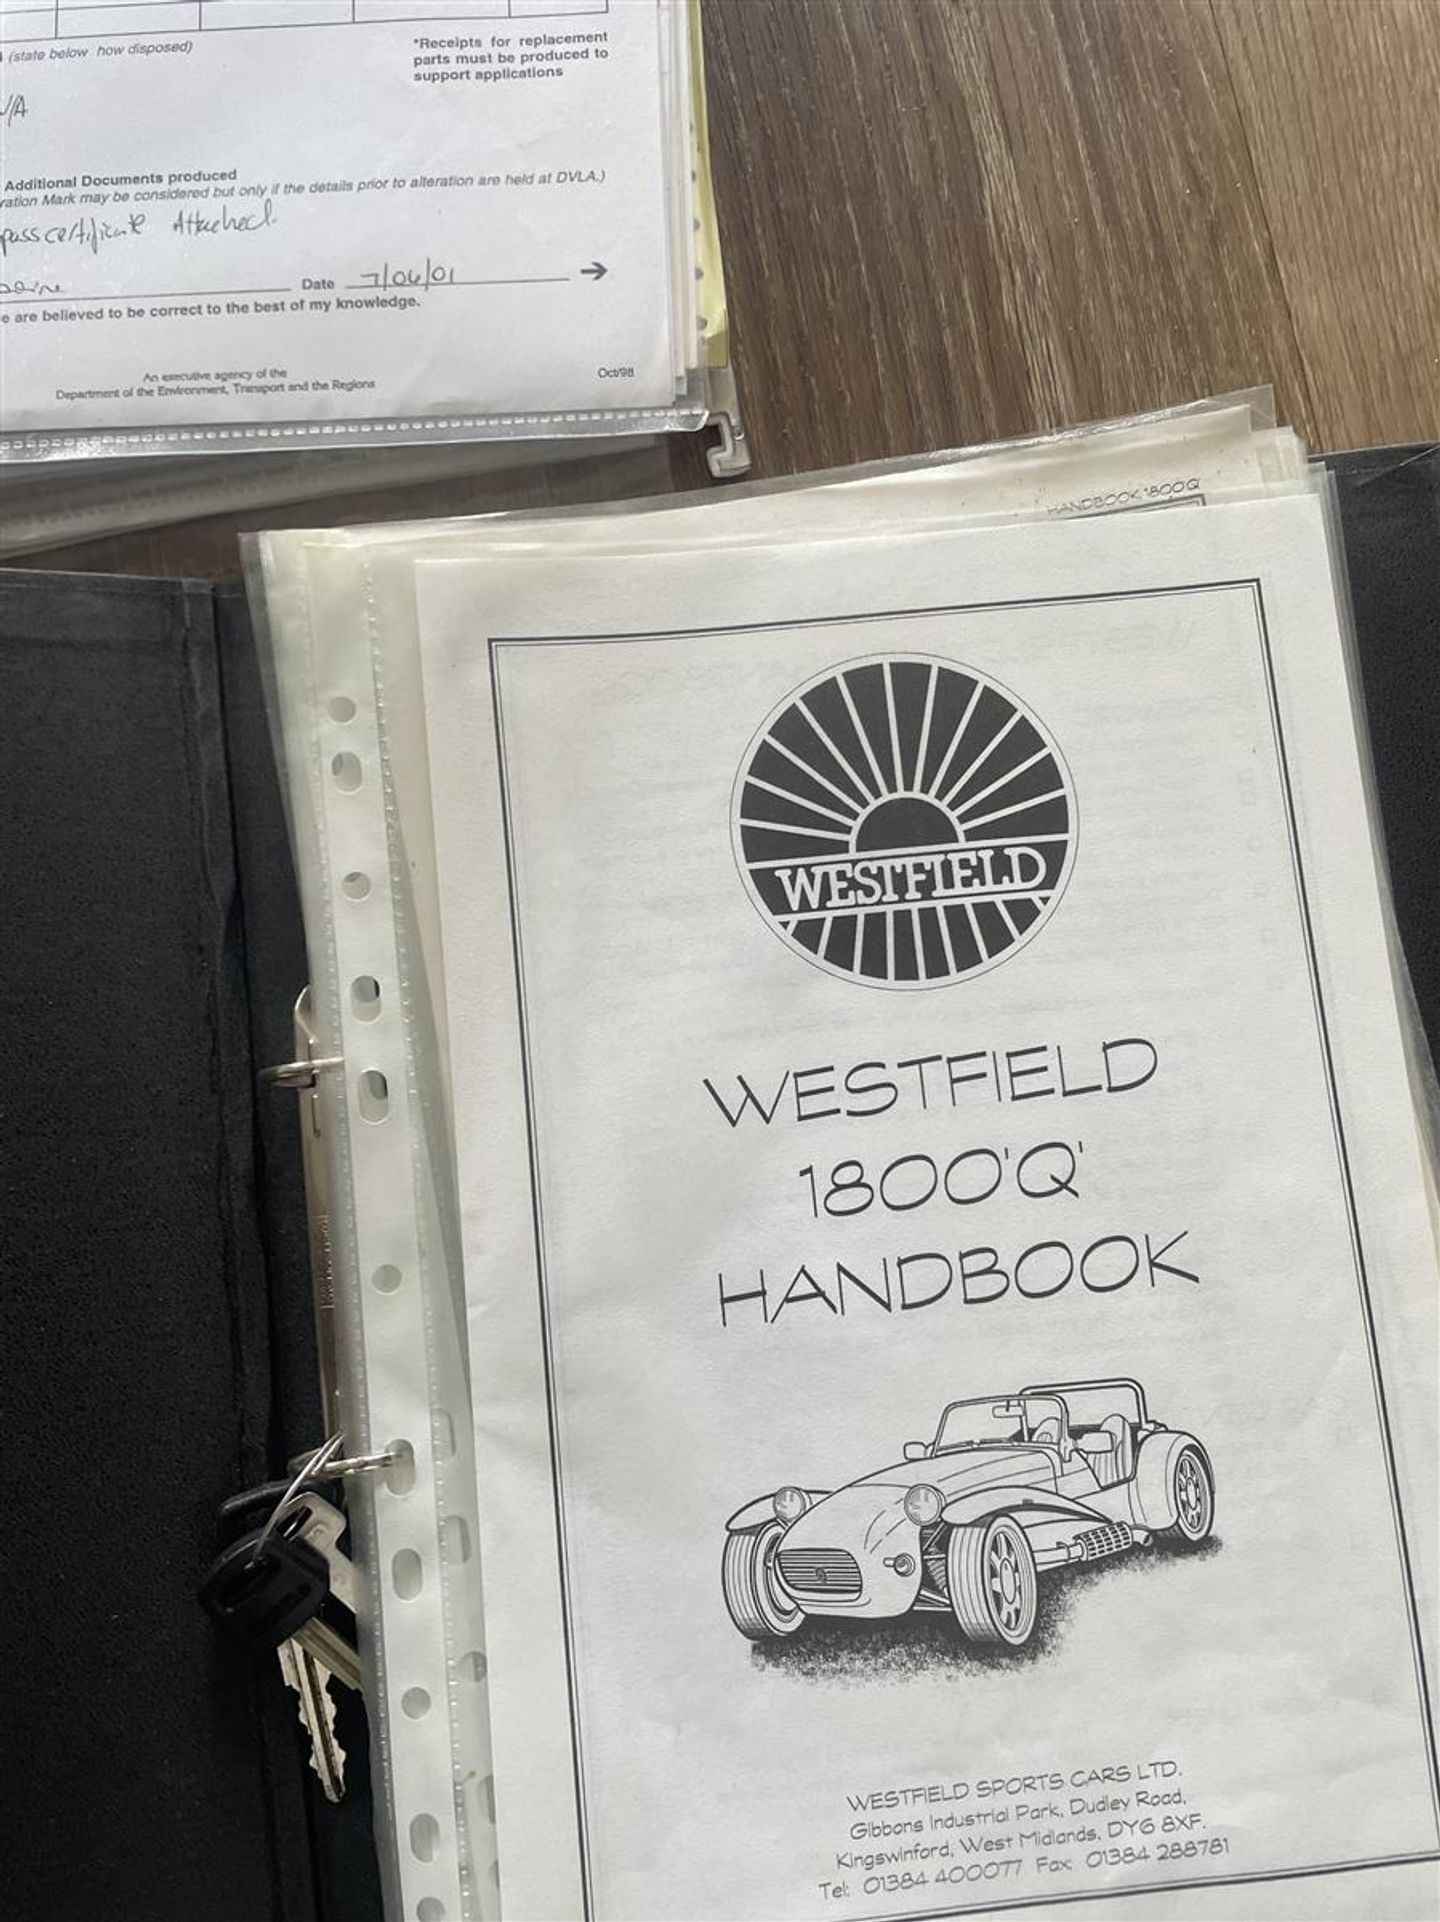 (state below how disposed)
*Receipts for replacement
parts must be produced to
support applications
Additional Documents produced
ration Mark may be considered but only if the details prior to alteration are held at DVLA.)
pass certificate Attached.
Date 7/06/01
e are believed to be correct to the best of my knowledge.
An executive agency of the
Department of the Environment, Transport and the Regions
Oct/98
HANDBOOK 1800Q
WESTFIELD
WESTFIELD
1800'Q'
HANDBOOK
WESTFIELD SPORTS CARS LTD.
Gibbons Industrial Park, Dudley Road,
Kingswinford, West Midlands, DY6 8XF.
Tel: 01384 400077 Fax: 01384 288781